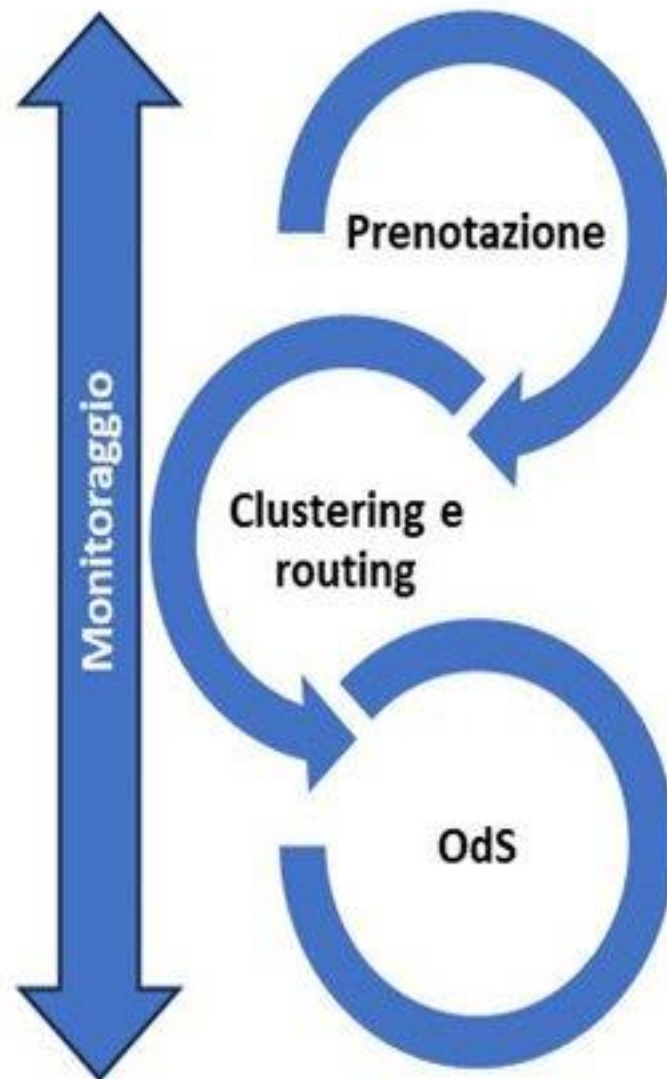 Prenotazione
Monitoraggio
Clustering e
routing
OdS